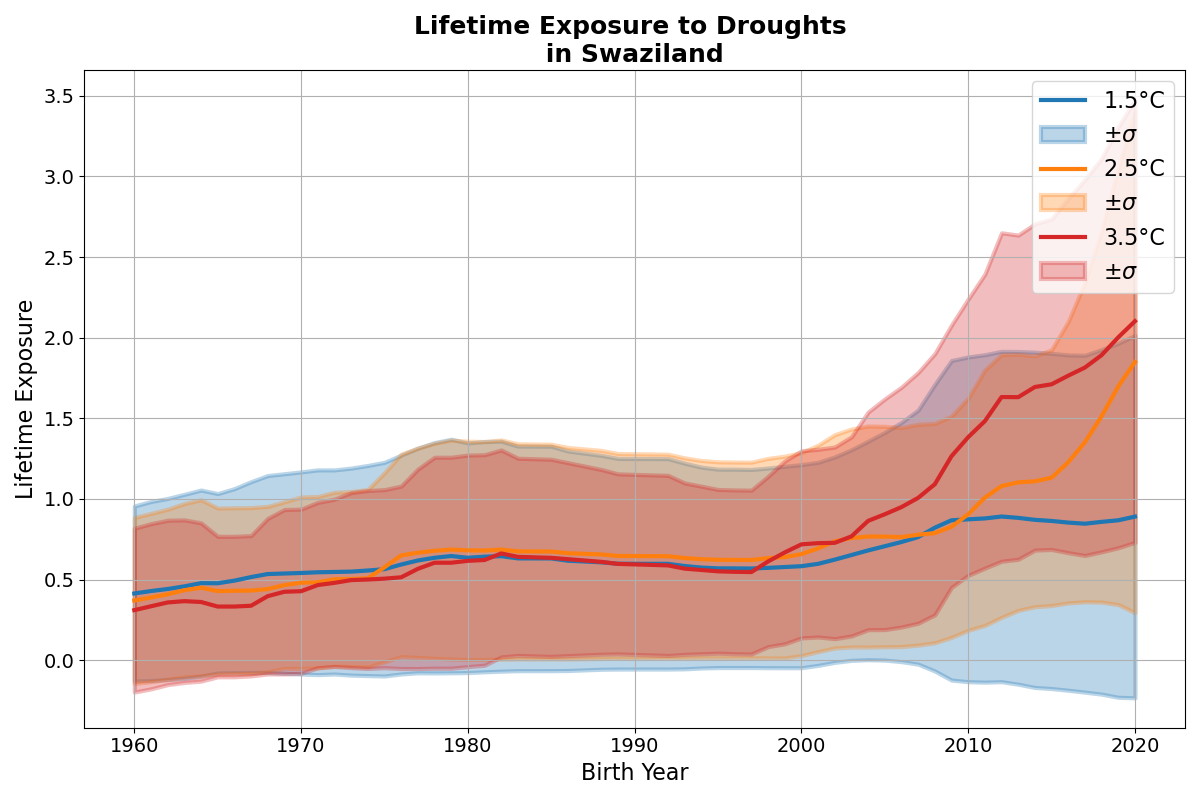 Lifetime Exposure to Droughts
in Swaziland
Lifetime Exposure
3.5
3.0
2.5
2.0
1.5
1.0
0.5
0.0
1960
1970
1980
1990
2000
2010
2020
Birth Year
1.5°C
±σ
2.5°C
±σ
3.5°C
±σ